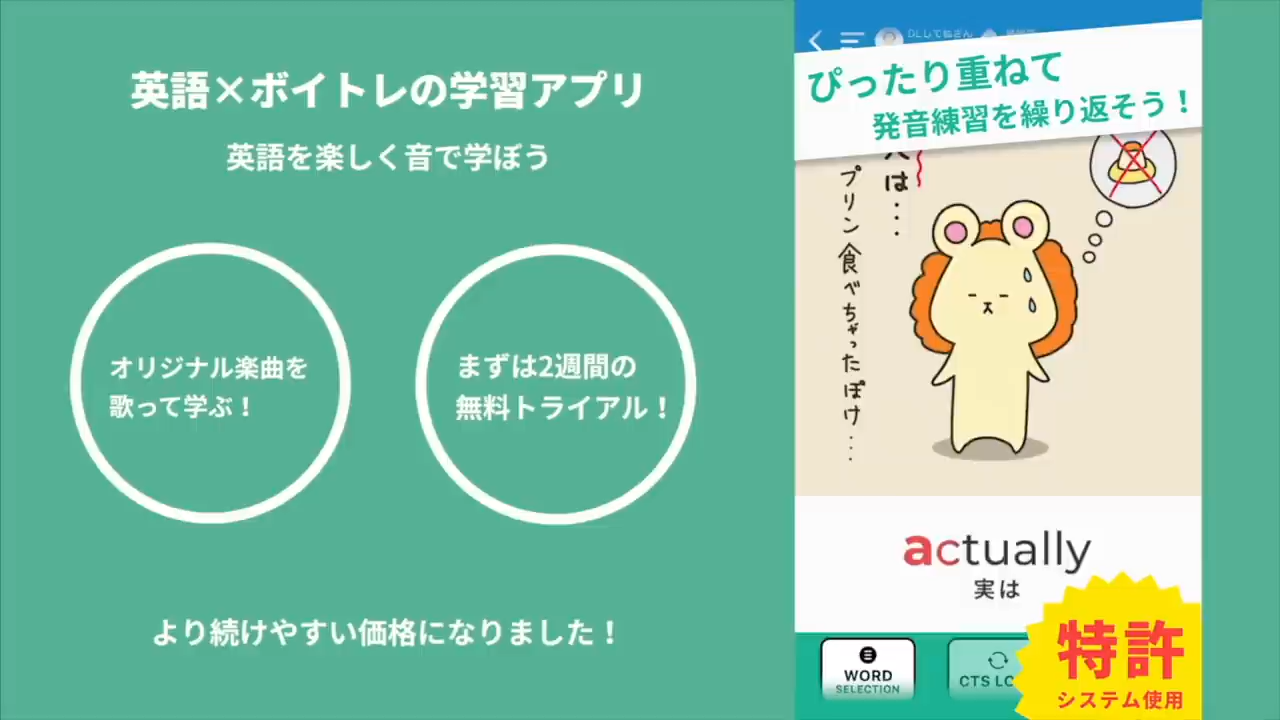 英語×ボイトレの学習アプリ
英語を楽しく音で学ぼう
オリジナル楽曲を
歌って学ぶ！
まずは2週間の
無料トライアル！
より続けやすい価格になりました！
ぴったり重ねて
発音練習を繰り返そう！
は・・・
プリン食べちゃったぽけ・・・
actually
実は
WORD
SELECTION
CTS
特許
システム使用